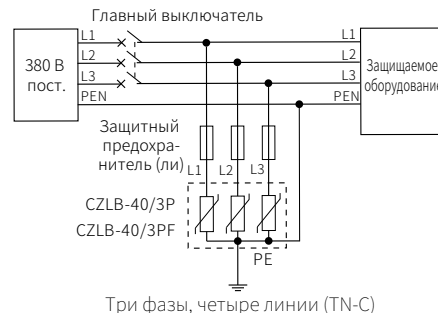 Главный выключатель
L1
L1
L2
L2
L3
L3
PEN
PEN
380 В
пост.
Защищаемое
оборудование
Защитный
предохра-
нитель (ли)
L1
L2
L3
CZLB-40/3P
CZLB-40/3PF
PE
Три фазы, четыре линии (TN-C)